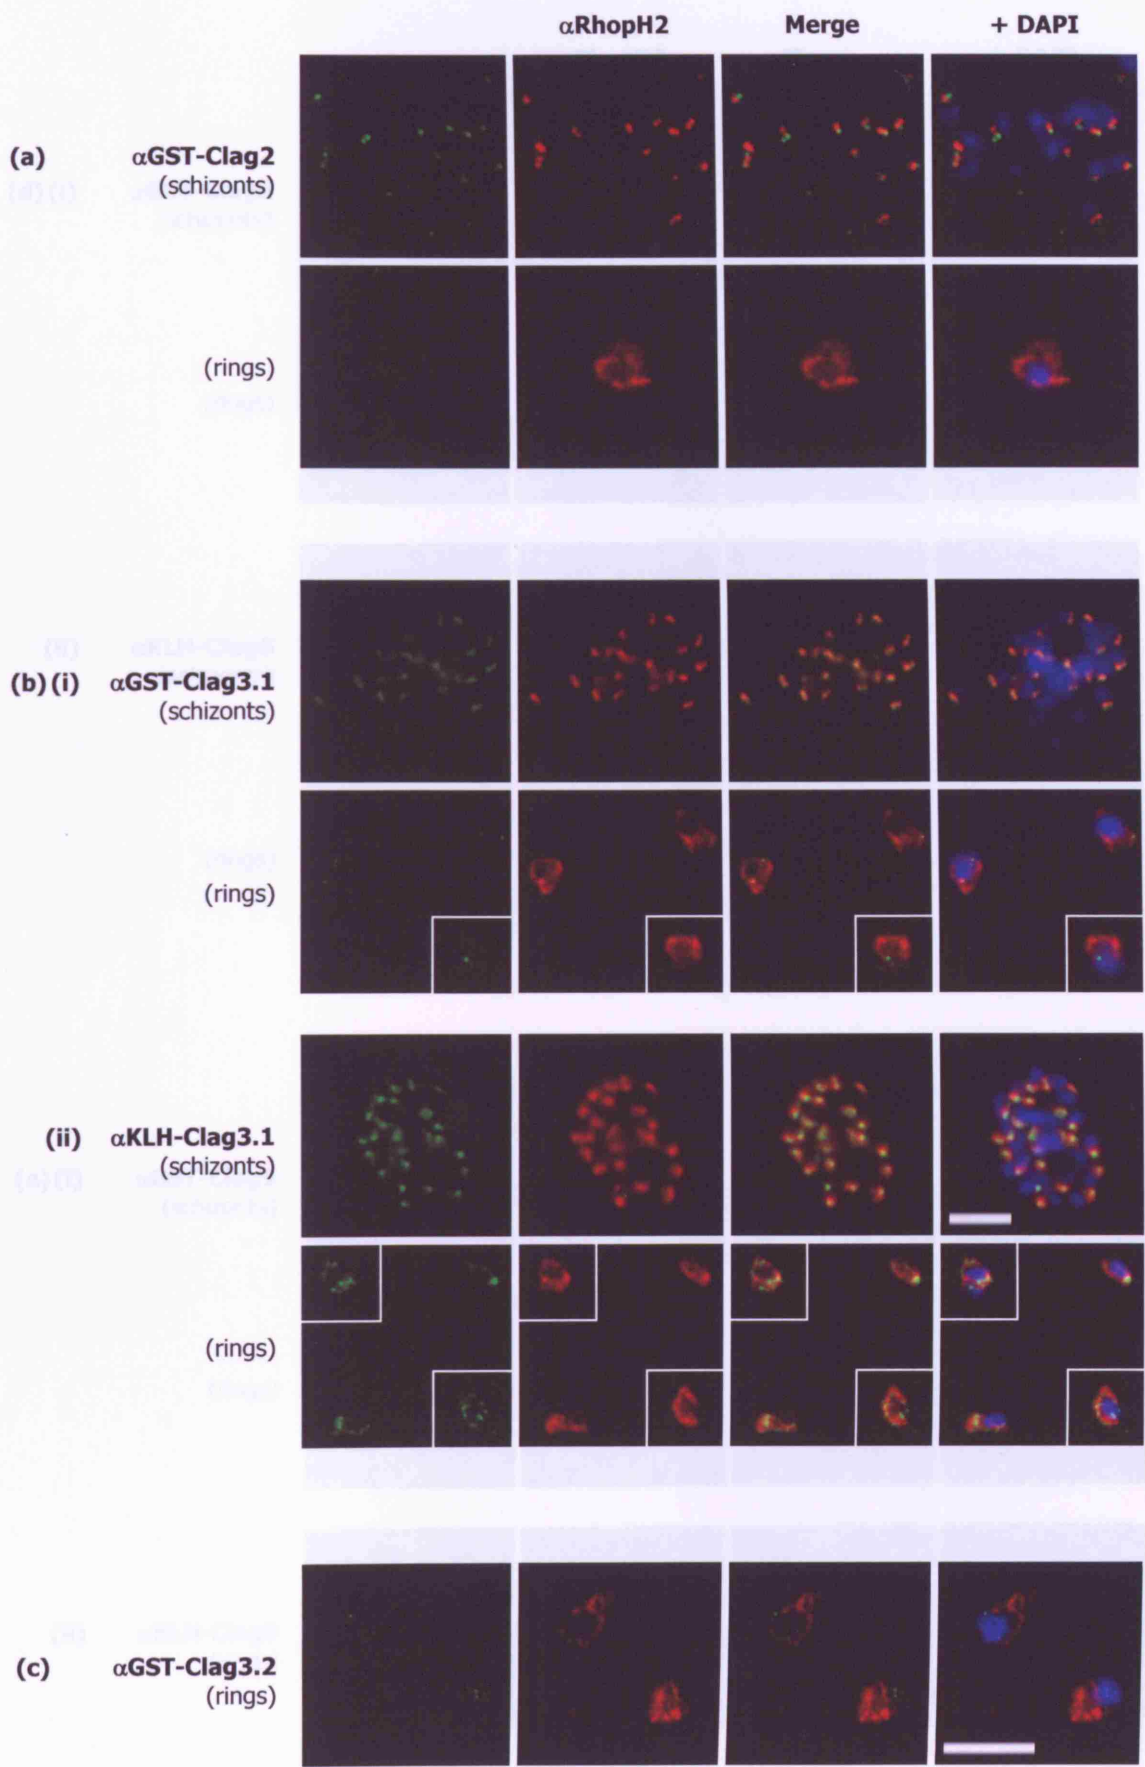 αRhopH2 Merge + DAPI
(a) αGST-Clag2
(schizonts)
(rings)
(b) (i) αGST-Clag3.1
(schizonts)
(rings)
(ii) αKLH-Clag3.1
(schizonts)
(rings)
(c) αGST-Clag3.2
(rings)